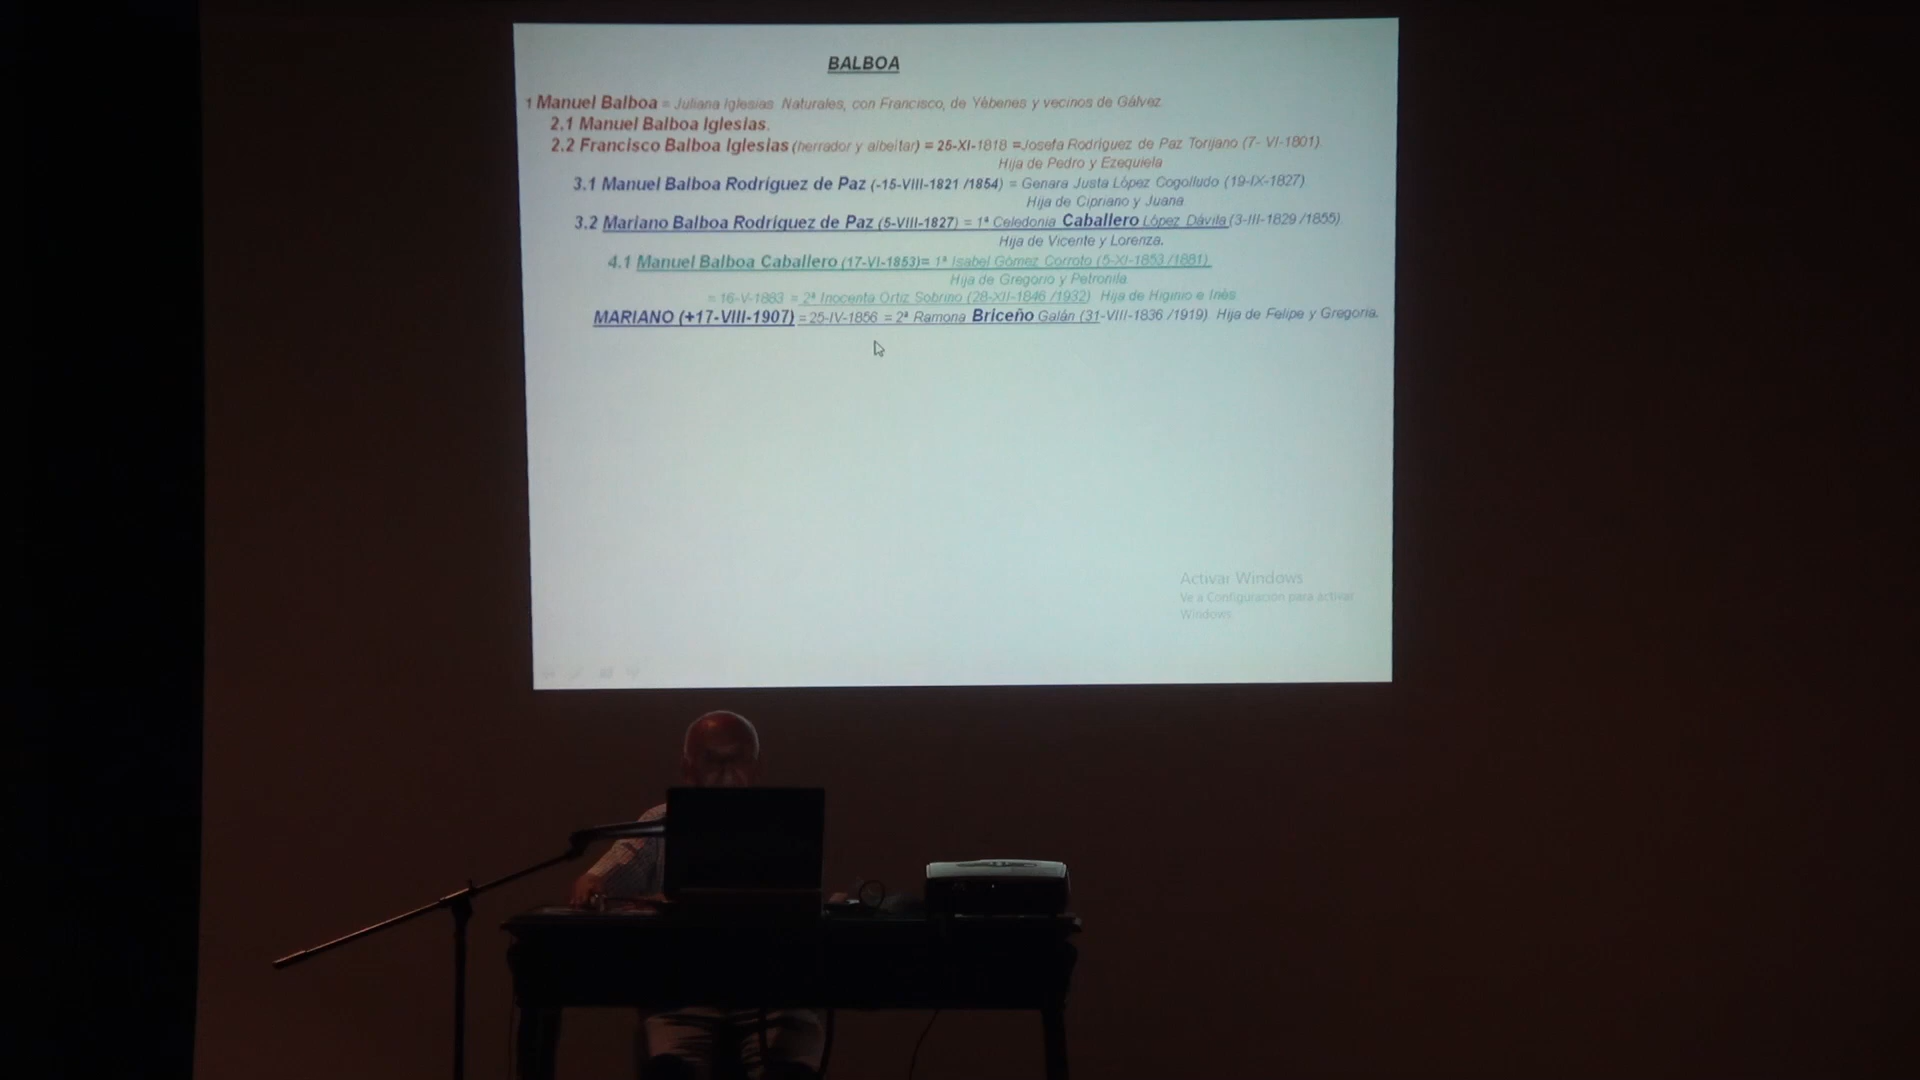 BALBOA
1 Manuel Balboa = Juliana Iglesias Naturales, con Francisco, de Yébenes y vecinos de Gálvez
2.1 Manuel Balboa Iglesias.
2.2 Francisco Balboa Iglesias (herrador y albeitar) = 25-XI-1818 =Josefa Rodríguez de Paz Torijano (7- VI-1801).
Hija de Pedro y Ezequiela
3.1 Manuel Balboa Rodríguez de Paz (-15-VIII-1821 /1854) = Genara Justa López Cogolludo (19-IX-1827).
Hija de Cipriano y Juana.
3.2 Mariano Balboa Rodríguez de Paz (5-VIII-1827) = 1ª Celedonia Caballero López Dávila (3-III-1829 /1855).
Hija de Vicente y Lorenza.
4.1 Manuel Balboa Caballero (17-VI-1853)= 1ª Isabel Gómez Corroto (5-XI-1853 /1881).
Hija de Gregorio y Petronila.
= 16-V-1883 = 2ª Inocenta Ortiz Sobrino (28-XII-1846 /1932). Hija de Higinio e Inés
MARIANO (+17-VIII-1907) = 25-IV-1856 = 2ª Ramona Briceño Galán (31-VIII-1836 /1919). Hija de Felipe y Gregoria.
Activar Windows
Ve a Configuración para activar
Windows.